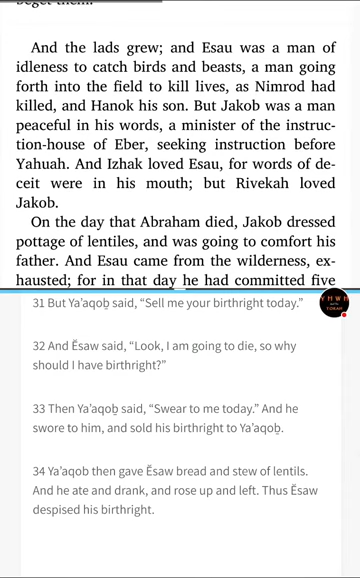 beget them.
And the lads grew; and Esau was a man of
idleness to catch birds and beasts, a man going
forth into the field to kill lives, as Nimrod had
killed, and Hanok his son. But Jakob was a man
peaceful in his words, a minister of the instruc-
tion-house of Eber, seeking instruction before
Yahuah. And Izhak loved Esau, for words of de-
ceit were in his mouth; but Rivekah loved
Jakob.
On the day that Abraham died, Jakob dressed
pottage of lentiles, and was going to comfort his
father. And Esau came from the wilderness, ex-
hausted; for in that day he had committed five
31 But Ya’aqoḇ said, “Sell me your birthright today.”
YHWH
TORAH
32 And Ěsaw said, “Look, I am going to die, so why
should I have birthright?”
33 Then Ya’aqoḇ said, “Swear to me today.” And he
swore to him, and sold his birthright to Ya’aqoḇ.
34 Ya’aqoḇ then gave Ěsaw bread and stew of lentils.
And he ate and drank, and rose up and left. Thus Ěsaw
despised his birthright.